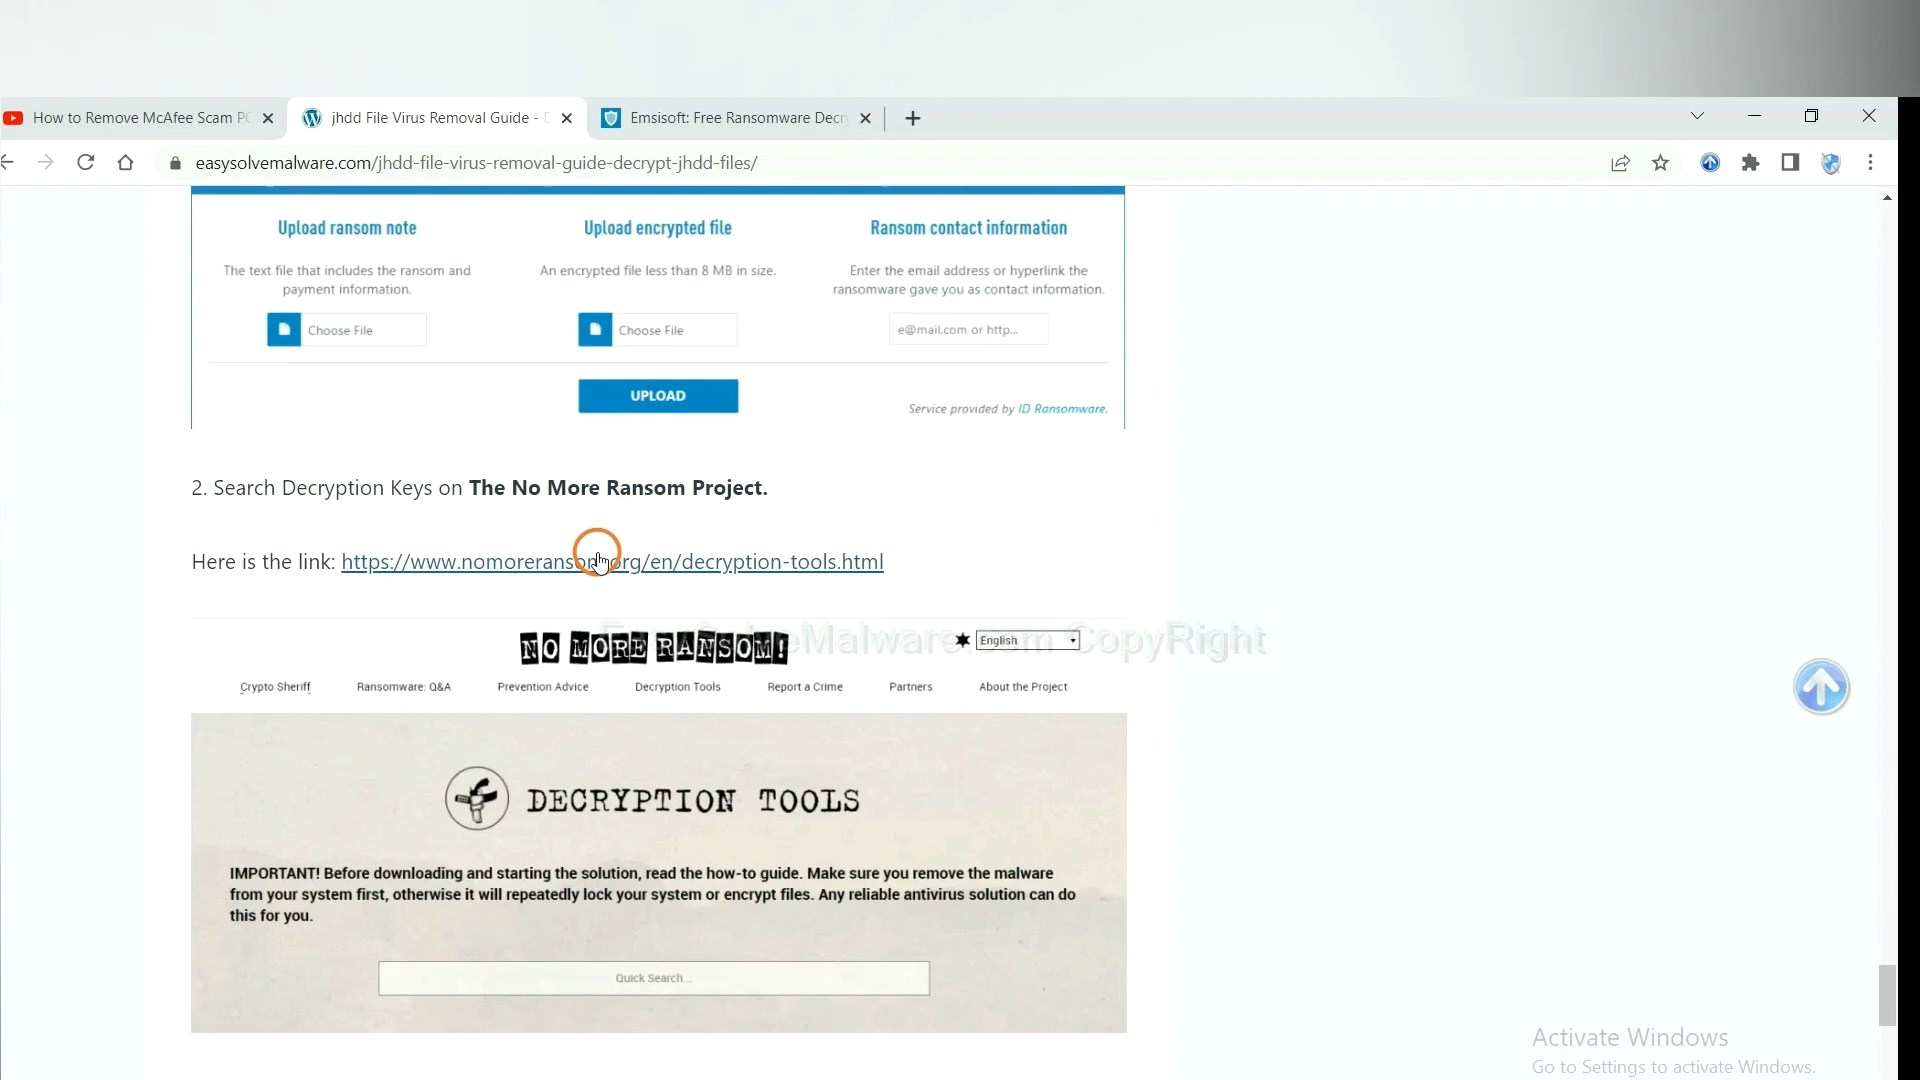 How to Remove McAfee Scam PO
jhdd File Virus Removal Guide -
Emsisoft: Free Ransomware Decr
easysolvemalware.com/jhdd-file-virus-removal-guide-decrypt-jhdd-files/
Upload ransom note
Upload encrypted file
Ransom contact information
The text file that includes the ransom and
payment information.
An encrypted file less than 8 MB in size.
Enter the email address or hyperlink the
ransomware gave you as contact information.
Choose File
Choose File
e@mail.com or http...
UPLOAD
Service provided by ID Ransomware.
2. Search Decryption Keys on The No More Ransom Project.
Here is the link: https://www.nomoreransom.org/en/decryption-tools.html
NO MORE RANSOM!
English
EasySolveMalware.com CopyRight
Crypto Sheriff
Ransomware: Q&A
Prevention Advice
Decryption Tools
Report a Crime
Partners
About the Project
DECRYPTION TOOLS
IMPORTANT! Before downloading and starting the solution, read the how-to guide. Make sure you remove the malware
from your system first, otherwise it will repeatedly lock your system or encrypt files. Any reliable antivirus solution can do
this for you.
Quick Search...
Activate Windows
Go to Settings to activate Windows.